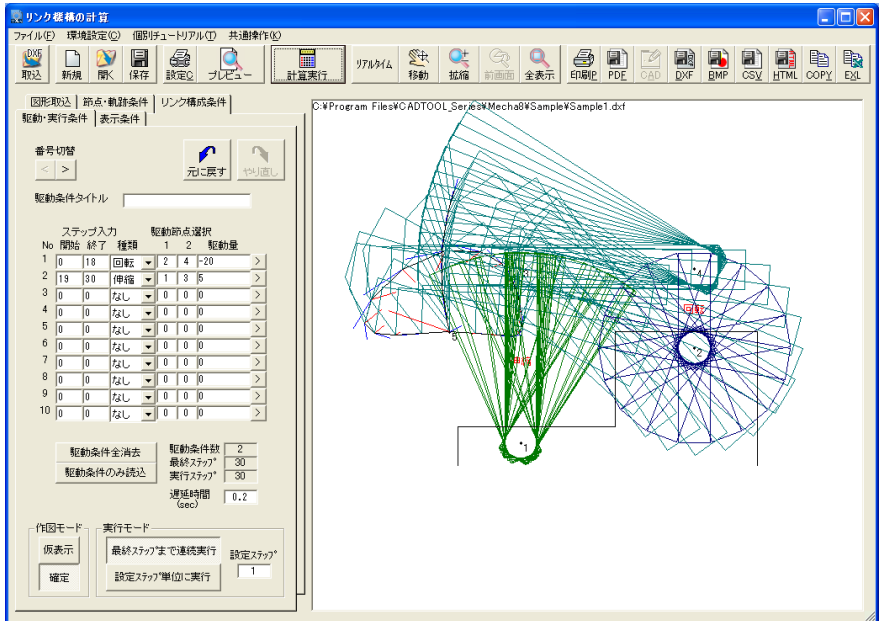 リンク機構の計算
ファイル(F) 環境設定(C) 個別チュートリアル(T) 共通操作(K)
DXF
取込 新規 開く 保存 設定C プレビュー 計算実行 リアルタイム 移動 拡縮 前画面 全表示 印刷P PDF CAD DXF BMP CSV HTML COPY EXL
図形取込 節点・軌跡条件 リンク構成条件
駆動・実行条件 表示条件
番号切替
< > 元に戻す やり直し
駆動条件タイトル
ステップ入力 駆動節点選択
No 開始 終了 種類 1 2 駆動量
1 0 18 回転 2 4 -20 >
2 19 30 伸縮 1 3 5 >
3 0 0 なし 0 0 0 >
4 0 0 なし 0 0 0 >
5 0 0 なし 0 0 0 >
6 0 0 なし 0 0 0 >
7 0 0 なし 0 0 0 >
8 0 0 なし 0 0 0 >
9 0 0 なし 0 0 0 >
10 0 0 なし 0 0 0 >
駆動条件全消去
駆動条件のみ読込
駆動条件数 2
最終ステップ 30
実行ステップ 30
遅延時間 0.2
(sec)
作図モード
仮表示
確定
実行モード
最終ステップまで連続実行
設定ステップ単位に実行
設定ステップ
1
C:¥Program Files¥CADTOOL_Series¥Mecha8¥Sample¥Sample1.dxf
4
3
回転
5
2
伸縮
1